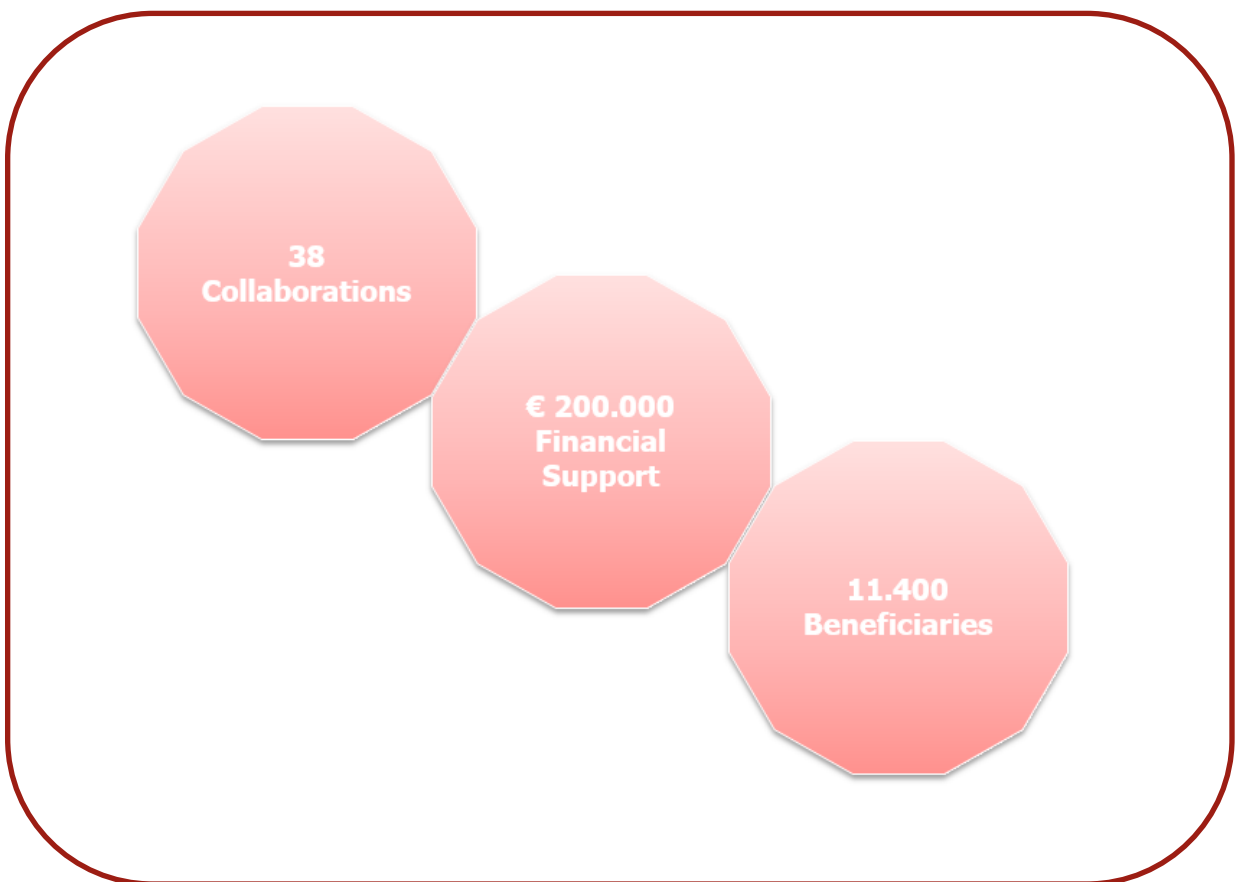 38
Collaborations
€ 200.000
Financial
Support
11.400
Beneficiaries